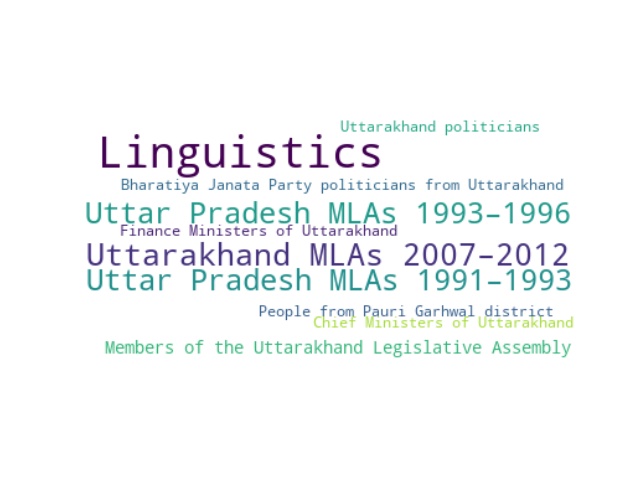 Uttarakhand politicians
Linguistics
Bharatiya Janata Party politicians from Uttarakhand
Uttar Pradesh MLAs 1993–1996
Finance Ministers of Uttarakhand
Uttarakhand MLAs 2007–2012
Uttar Pradesh MLAs 1991–1993
People from Pauri Garhwal district
Chief Ministers of Uttarakhand
Members of the Uttarakhand Legislative Assembly